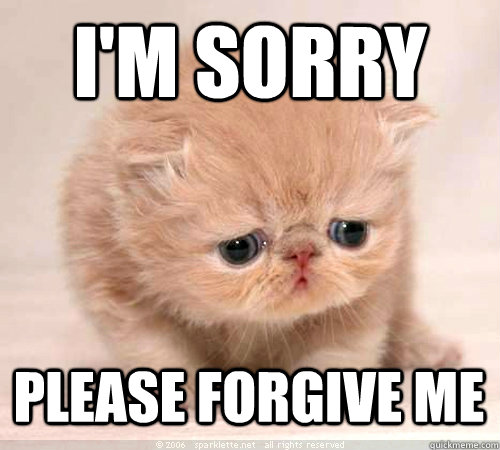 I'M SORRY
PLEASE FORGIVE ME
© 2006 sparklette.net all rights reserved
quickmeme.com